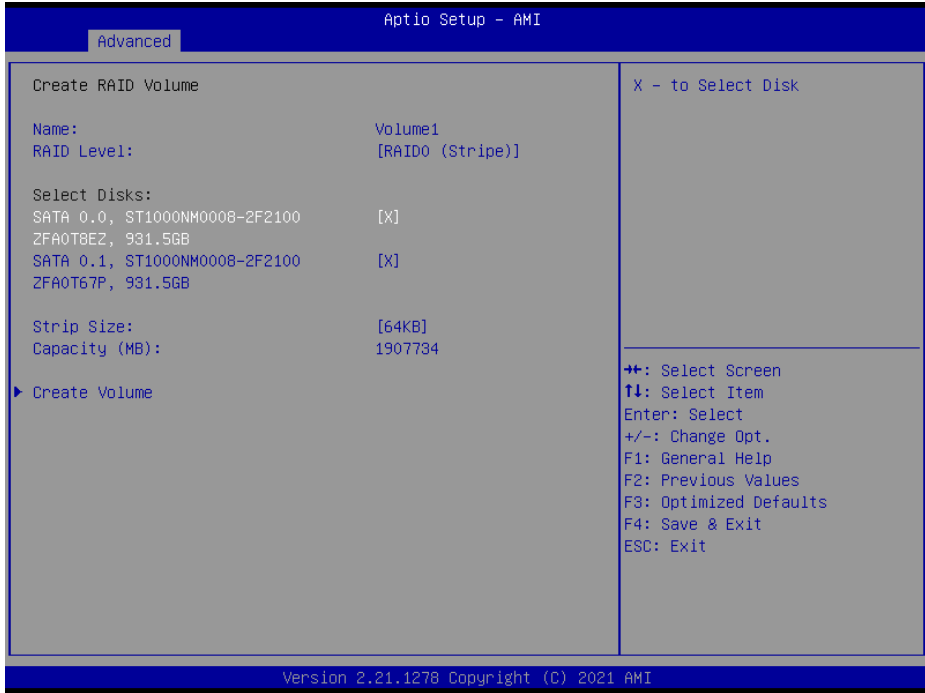 Aptio Setup – AMI
Advanced
Create RAID Volume
Name: Volume1
RAID Level: [RAID0 (Stripe)]
Select Disks:
SATA 0.0, ST1000NM0008-2F2100 [X]
ZFA0T8EZ, 931.5GB
SATA 0.1, ST1000NM0008-2F2100 [X]
ZFA0T67P, 931.5GB
Strip Size: [64KB]
Capacity (MB): 1907734
Create Volume
X – to Select Disk
→←: Select Screen
↑↓: Select Item
Enter: Select
+/-: Change Opt.
F1: General Help
F2: Previous Values
F3: Optimized Defaults
F4: Save & Exit
ESC: Exit
Version 2.21.1278 Copyright (C) 2021 AMI